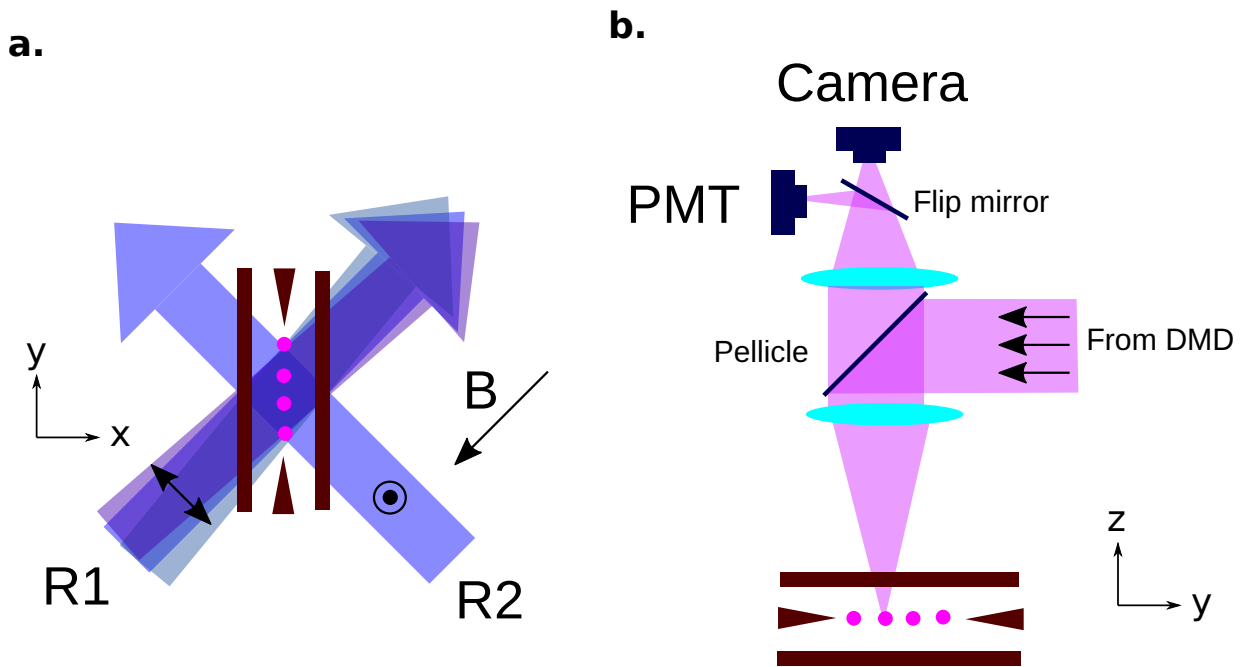 a.
y
x
B
R1
R2
b.
Camera
PMT
Flip mirror
Pellicle
From DMD
z
y